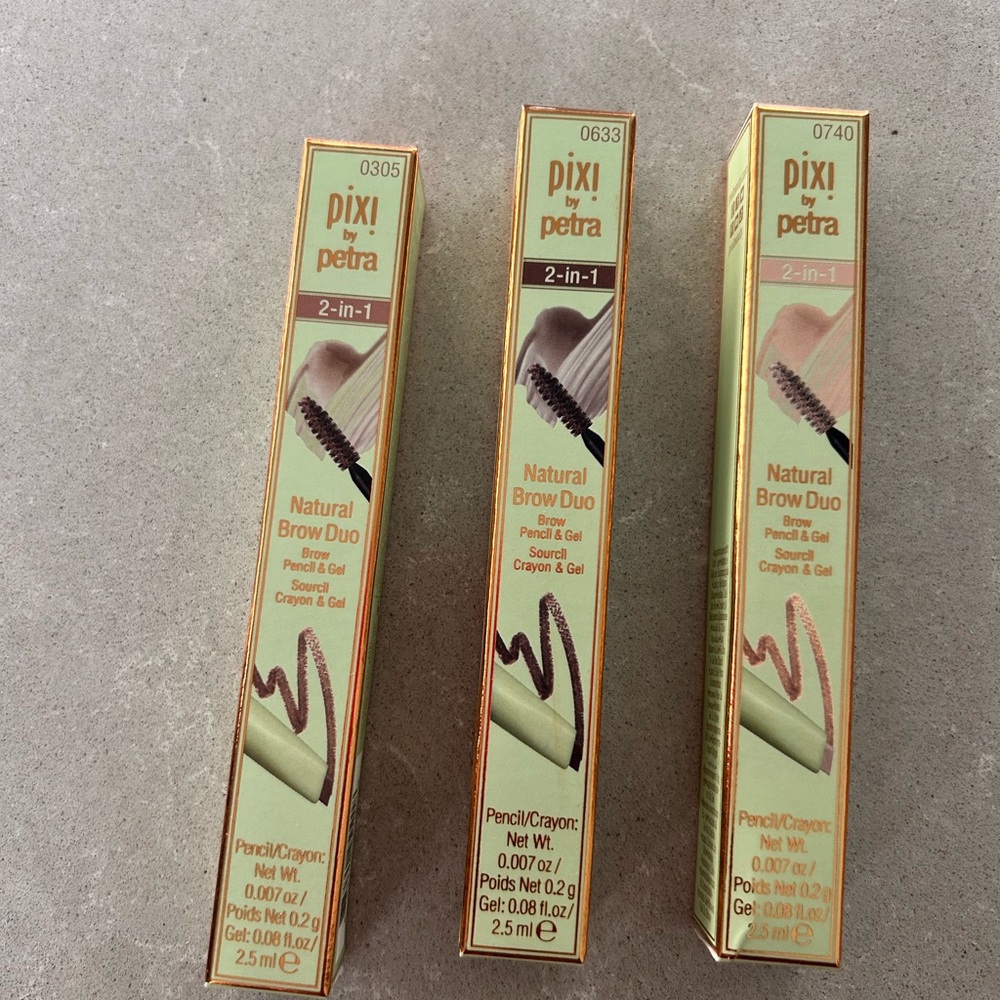 0305
pixi
by
petra
2-in-1
Natural
Brow Duo
Brow
Pencil & Gel
Sourcil
Crayon & Gel
Pencil/Crayon:
Net Wt.
0.007 oz /
Poids Net 0.2 g
Gel: 0.08 fl.oz/
2.5 ml e
0633
pixi
by
petra
2-in-1
Natural
Brow Duo
Brow
Pencil & Gel
Sourcil
Crayon & Gel
Pencil/Crayon:
Net Wt.
0.007 oz /
Poids Net 0.2 g
Gel: 0.08 fl.oz/
2.5 ml e
0740
pixi
by
petra
2-in-1
Natural
Brow Duo
Brow
Pencil & Gel
Sourcil
Crayon & Gel
Pencil/Crayon:
Net Wt.
0.007 oz /
Poids Net 0.2 g
Gel: 0.08 fl.oz/
2.5 ml e